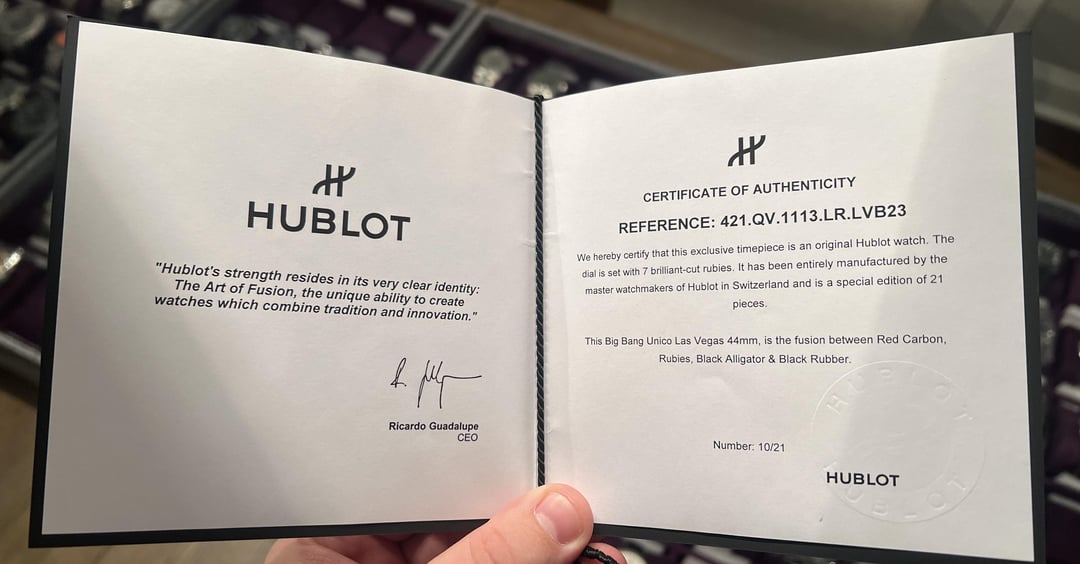 HUBLOT
"Hublot's strength resides in its very clear identity:
The Art of Fusion, the unique ability to create
watches which combine tradition and innovation."
Ricardo Guadalupe
CEO
CERTIFICATE OF AUTHENTICITY
REFERENCE: 421.QV.1113.LR.LVB23
We hereby certify that this exclusive timepiece is an original Hublot watch. The
dial is set with 7 brilliant-cut rubies. It has been entirely manufactured by the
master watchmakers of Hublot in Switzerland and is a special edition of 21
pieces.
This Big Bang Unico Las Vegas 44mm, is the fusion between Red Carbon,
Rubies, Black Alligator & Black Rubber.
HUBLOT
Number: 10/21
HUBLOT
HUBLOT